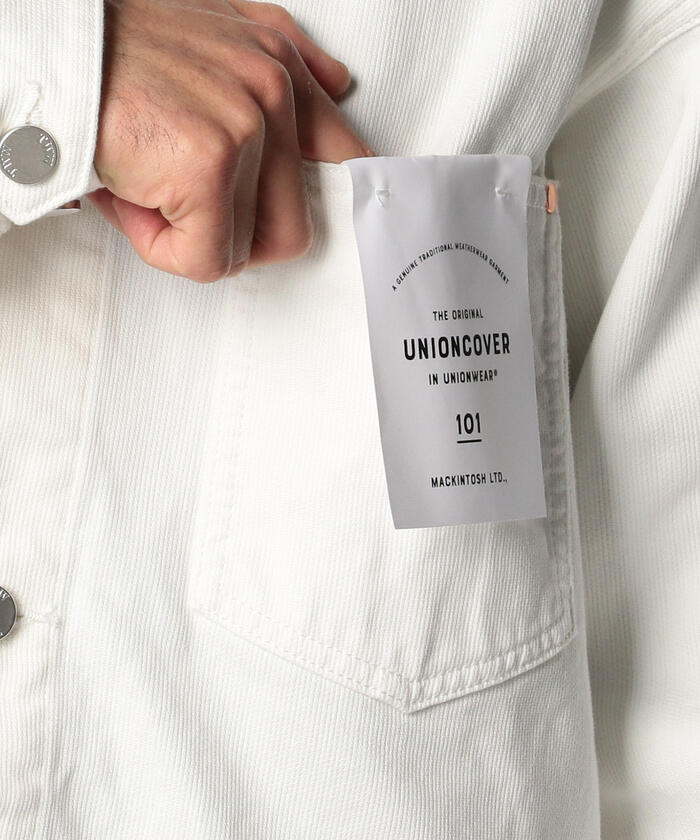 A GENUINE TRADITIONAL WEATHERWEAR GARMENT
THE ORIGINAL
UNIONCOVER
IN UNIONWEAR®
101
MACKINTOSH LTD.,